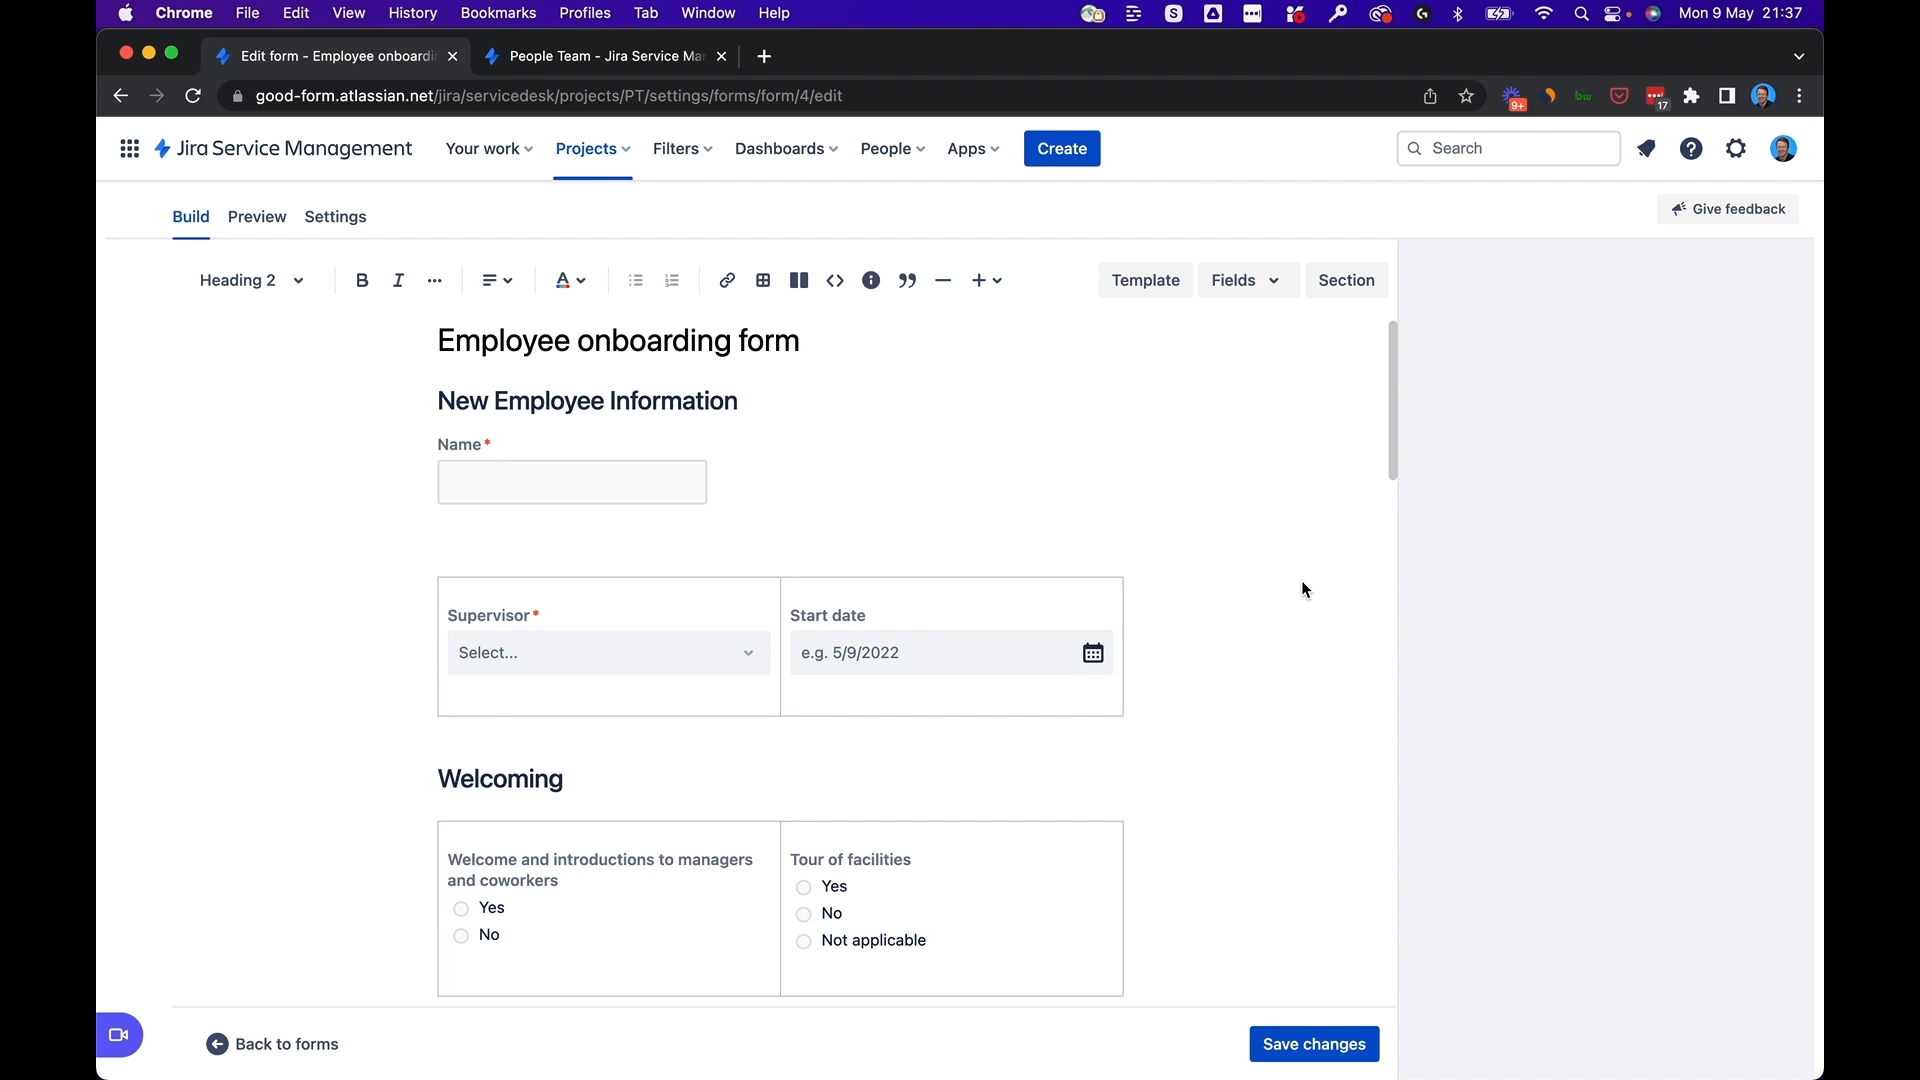 Chrome File Edit View History Bookmarks Profiles Tab Window Help Mon 9 May 21:37
Edit form - Employee onboardi People Team - Jira Service Ma
good-form.atlassian.net/jira/servicedesk/projects/PT/settings/forms/form/4/edit 9+ bw 17
Jira Service Management Your work Projects Filters Dashboards People Apps Create Search
Build Preview Settings Give feedback
Heading 2 B I ... A Template Fields Section
Employee onboarding form
New Employee Information
Name *
Supervisor * Start date
Select... e.g. 5/9/2022
Welcoming
Welcome and introductions to managers
and coworkers
Yes
No
Tour of facilities
Yes
No
Not applicable
Back to forms Save changes